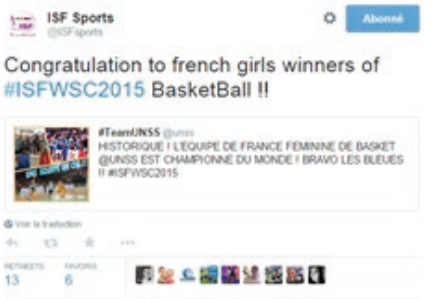 ISF Sports
@ISFsports
Abonné
Congratulation to french girls winners of
#ISFWSC2015 BasketBall !!
#TeamUNSS @unss
HISTORIQUE ! L'EQUIPE DE FRANCE FEMININE DE BASKET
@UNSS EST CHAMPIONNE DU MONDE ! BRAVO LES BLEUES
!! #ISFWSC2015
Voir la traduction
RETWEETS FAVORIS
13 6